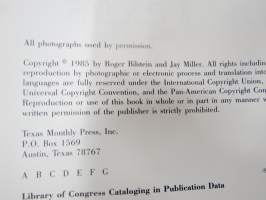 All photographs used by permission.
Copyright © 1985 by Roger Bilstein and Jay Miller. All rights including
reproduction by photographic or electronic process and translation into
languages are fully reserved under the International Copyright Union,
Universal Copyright Convention, and the Pan-American Copyright Con
Reproduction or use of this book in whole or in part in any manner w
written permission of the publisher is strictly prohibited.
Texas Monthly Press, Inc.
P.O. Box 1569
Austin, Texas 78767
A B C D E F G
Library of Congress Cataloging in Publication Data